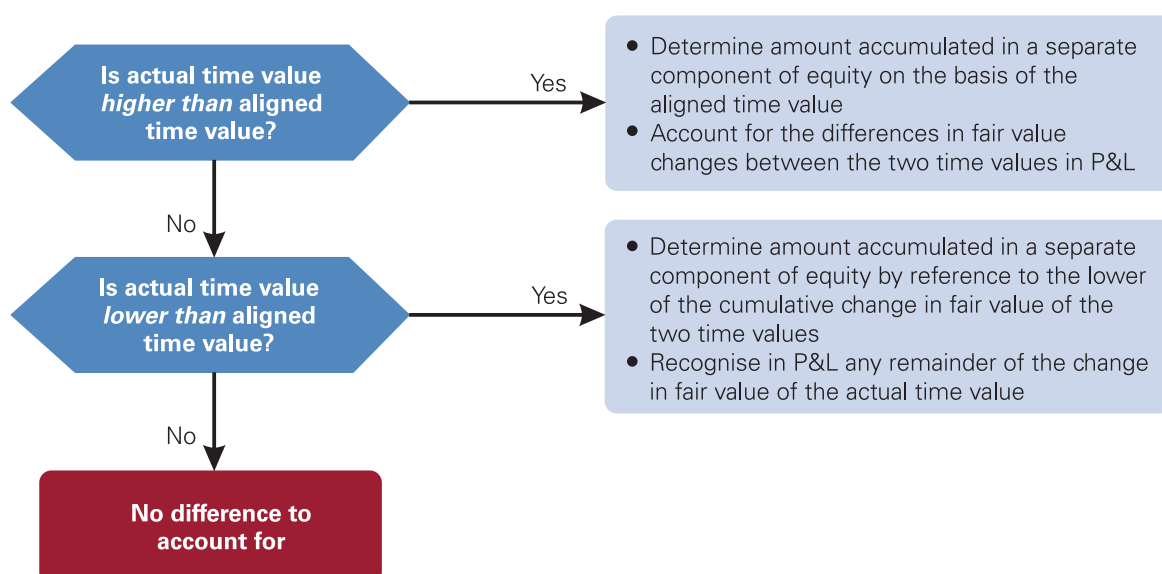 Is actual time value
higher than aligned
time value?
Yes
• Determine amount accumulated in a separate
component of equity on the basis of the
aligned time value
• Account for the differences in fair value
changes between the two time values in P&L
No
Is actual time value
lower than aligned
time value?
Yes
• Determine amount accumulated in a separate
component of equity by reference to the lower
of the cumulative change in fair value of the
two time values
• Recognise in P&L any remainder of the change
in fair value of the actual time value
No
No difference to
account for